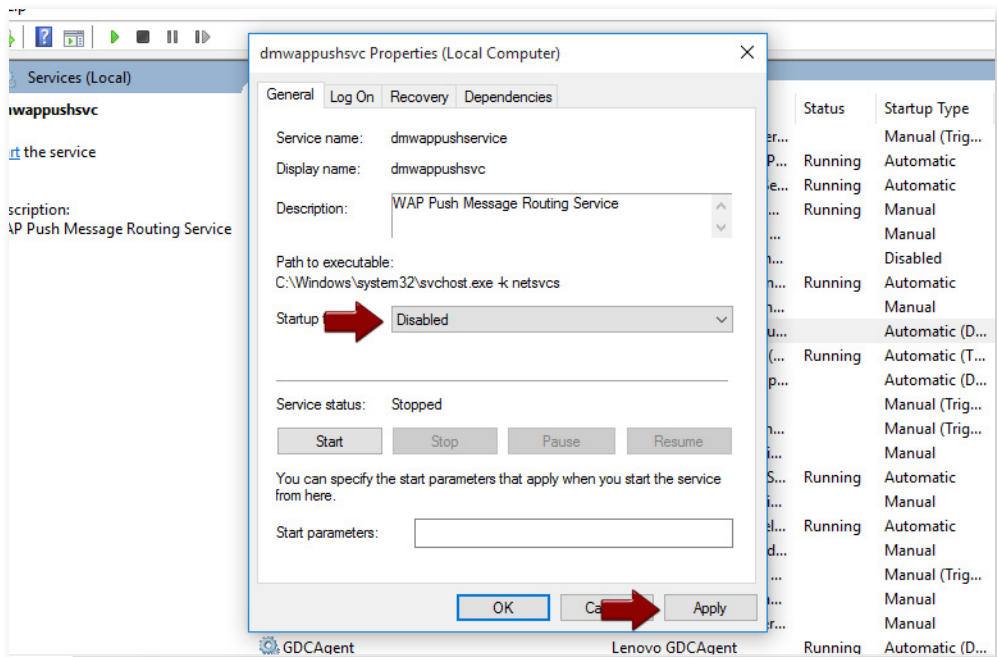 dmwappushsvc Properties (Local Computer)
Services (Local)
General Log On Recovery Dependencies
Service name: dmwappushservice
Display name: dmwappushsvc
Description: WAP Push Message Routing Service
Path to executable:
C:\Windows\system32\svchost.exe -k netsvcs
Startup
Disabled
Service status: Stopped
Start Stop Pause Resume
You can specify the start parameters that apply when you start the service
from here.
Start parameters:
OK Ca Apply
the service
Push Message Routing Service
Status Startup Type
Manual (Trig...
Running Automatic
Running Automatic
Running Manual
Manual
Disabled
Running Automatic
Manual
Automatic (D...
Running Automatic (T...
Automatic (D...
Manual (Trig...
Manual (Trig...
Manual
Running Automatic
Manual
Running Automatic
Manual
Manual (Trig...
Manual
Manual
GDCAgent Lenovo GDCAgent Running Automatic (D...